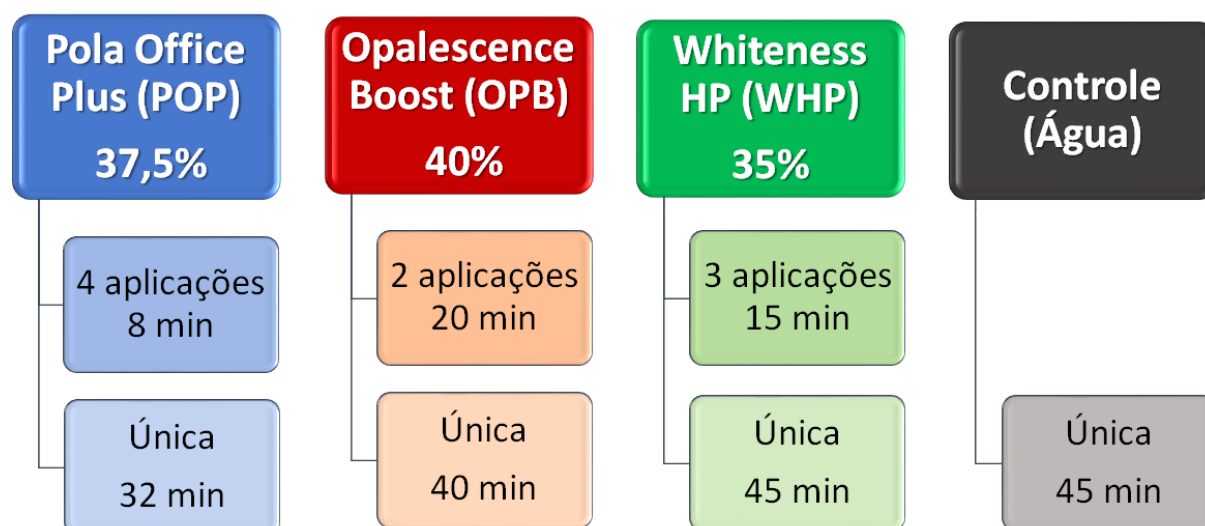 Pola Office
Plus (POP)
37,5%
4 aplicações
8 min
Única
32 min
Opalescence
Boost (OPB)
40%
2 aplicações
20 min
Única
40 min
Whiteness
HP (WHP)
35%
3 aplicações
15 min
Única
45 min
Controle
(Água)
Única
45 min